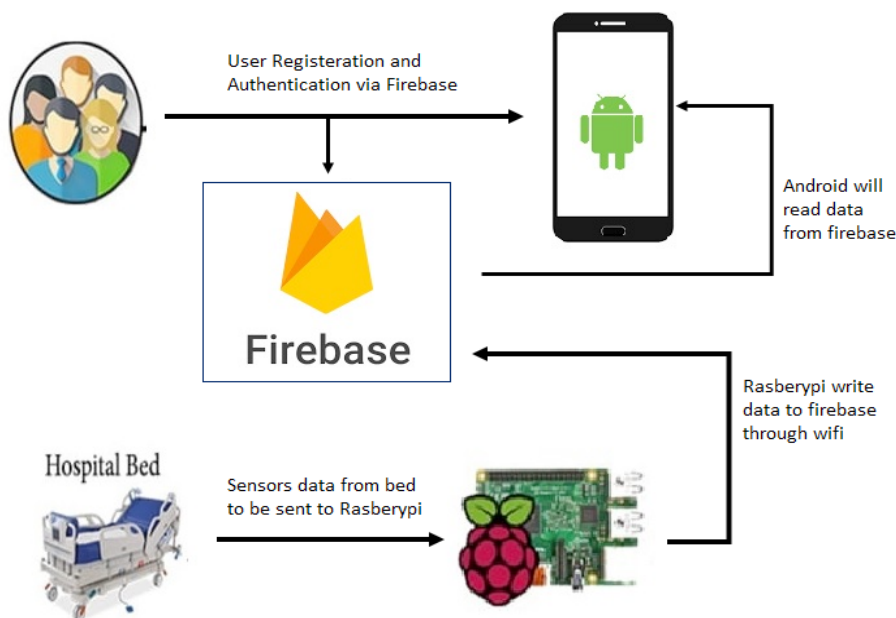 User Registeration and
Authentication via Firebase
Android will
read data
from firebase
Firebase
Rasberypi write
data to firebase
through wifi
Hospital Bed
Sensors data from bed
to be sent to Rasberypi